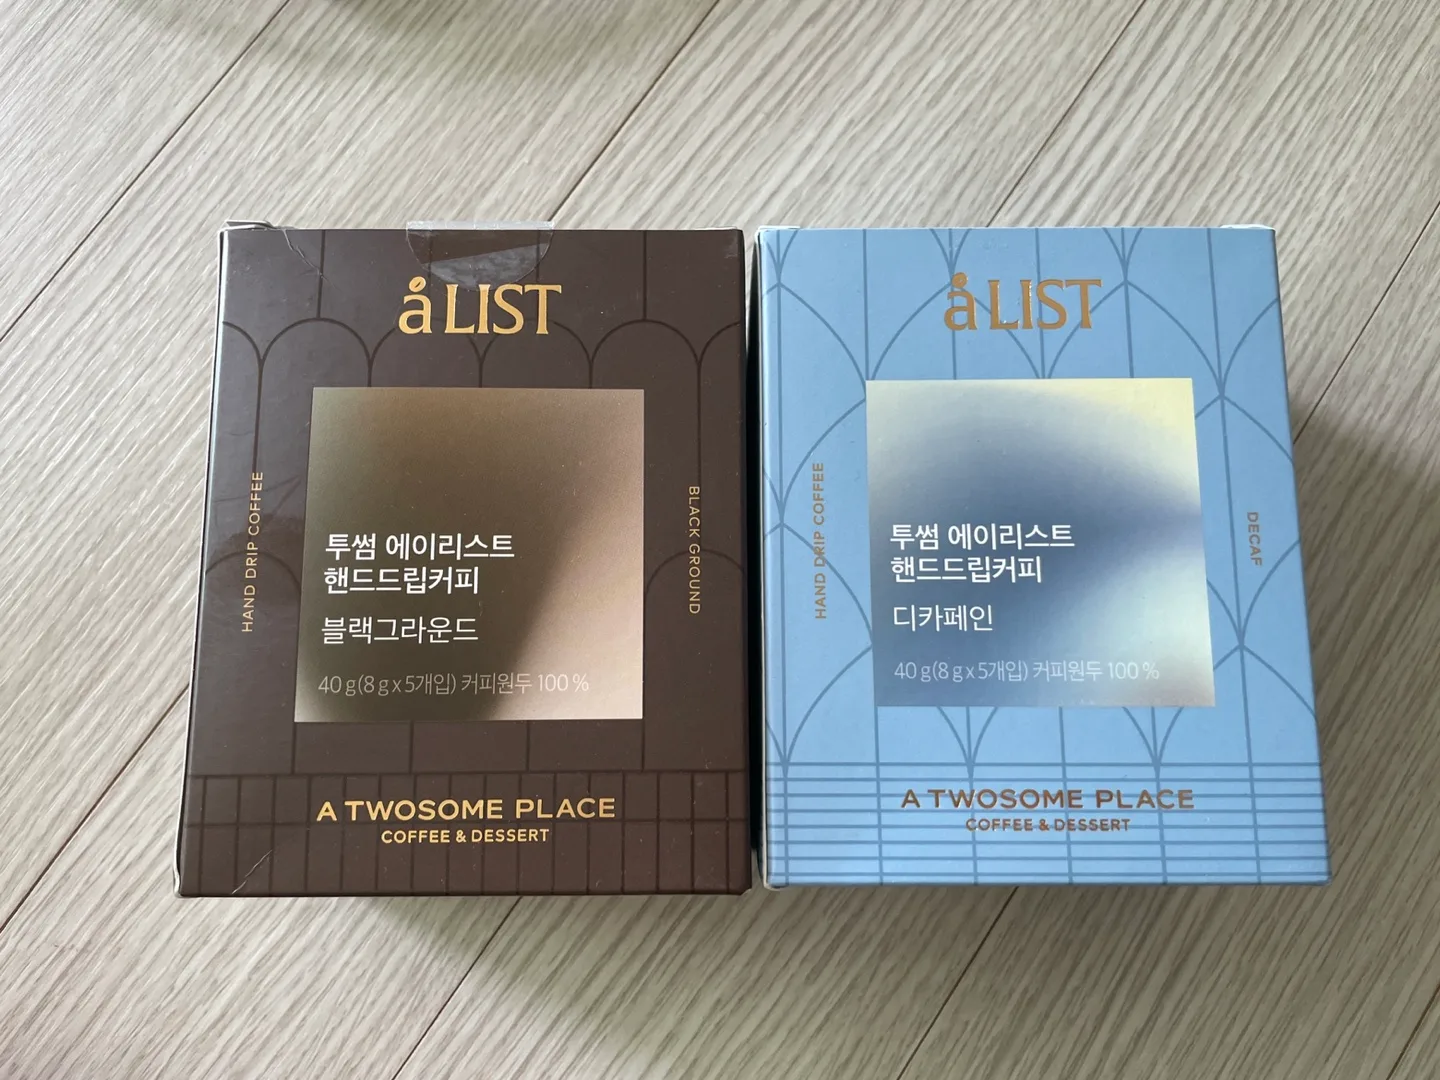 åLIST
HAND DRIP COFFEE
BLACK GROUND
투썸 에이리스트
핸드드립커피
블랙그라운드
40 g(8 g x 5개입) 커피원두 100 %
A TWOSOME PLACE
COFFEE & DESSERT
åLIST
HAND DRIP COFFEE
DECAF
투썸 에이리스트
핸드드립커피
디카페인
40 g(8 g x 5개입) 커피원두 100 %
A TWOSOME PLACE
COFFEE & DESSERT